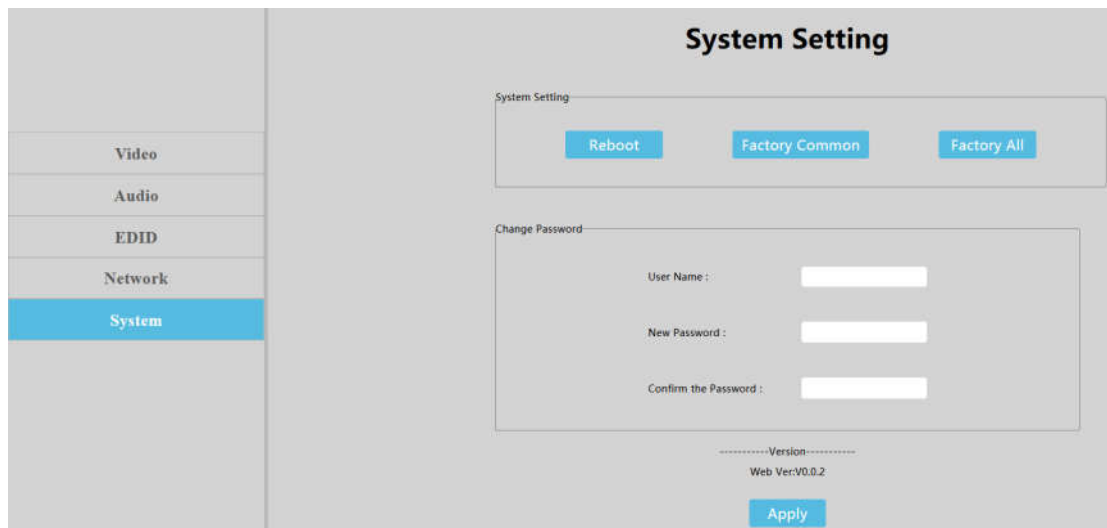 System Setting
Video
Audio
EDID
Network
System
System Setting
Reboot Factory Common Factory All
Change Password
User Name :
New Password :
Confirm the Password :
-----------Version-----------
Web Ver:V0.0.2
Apply